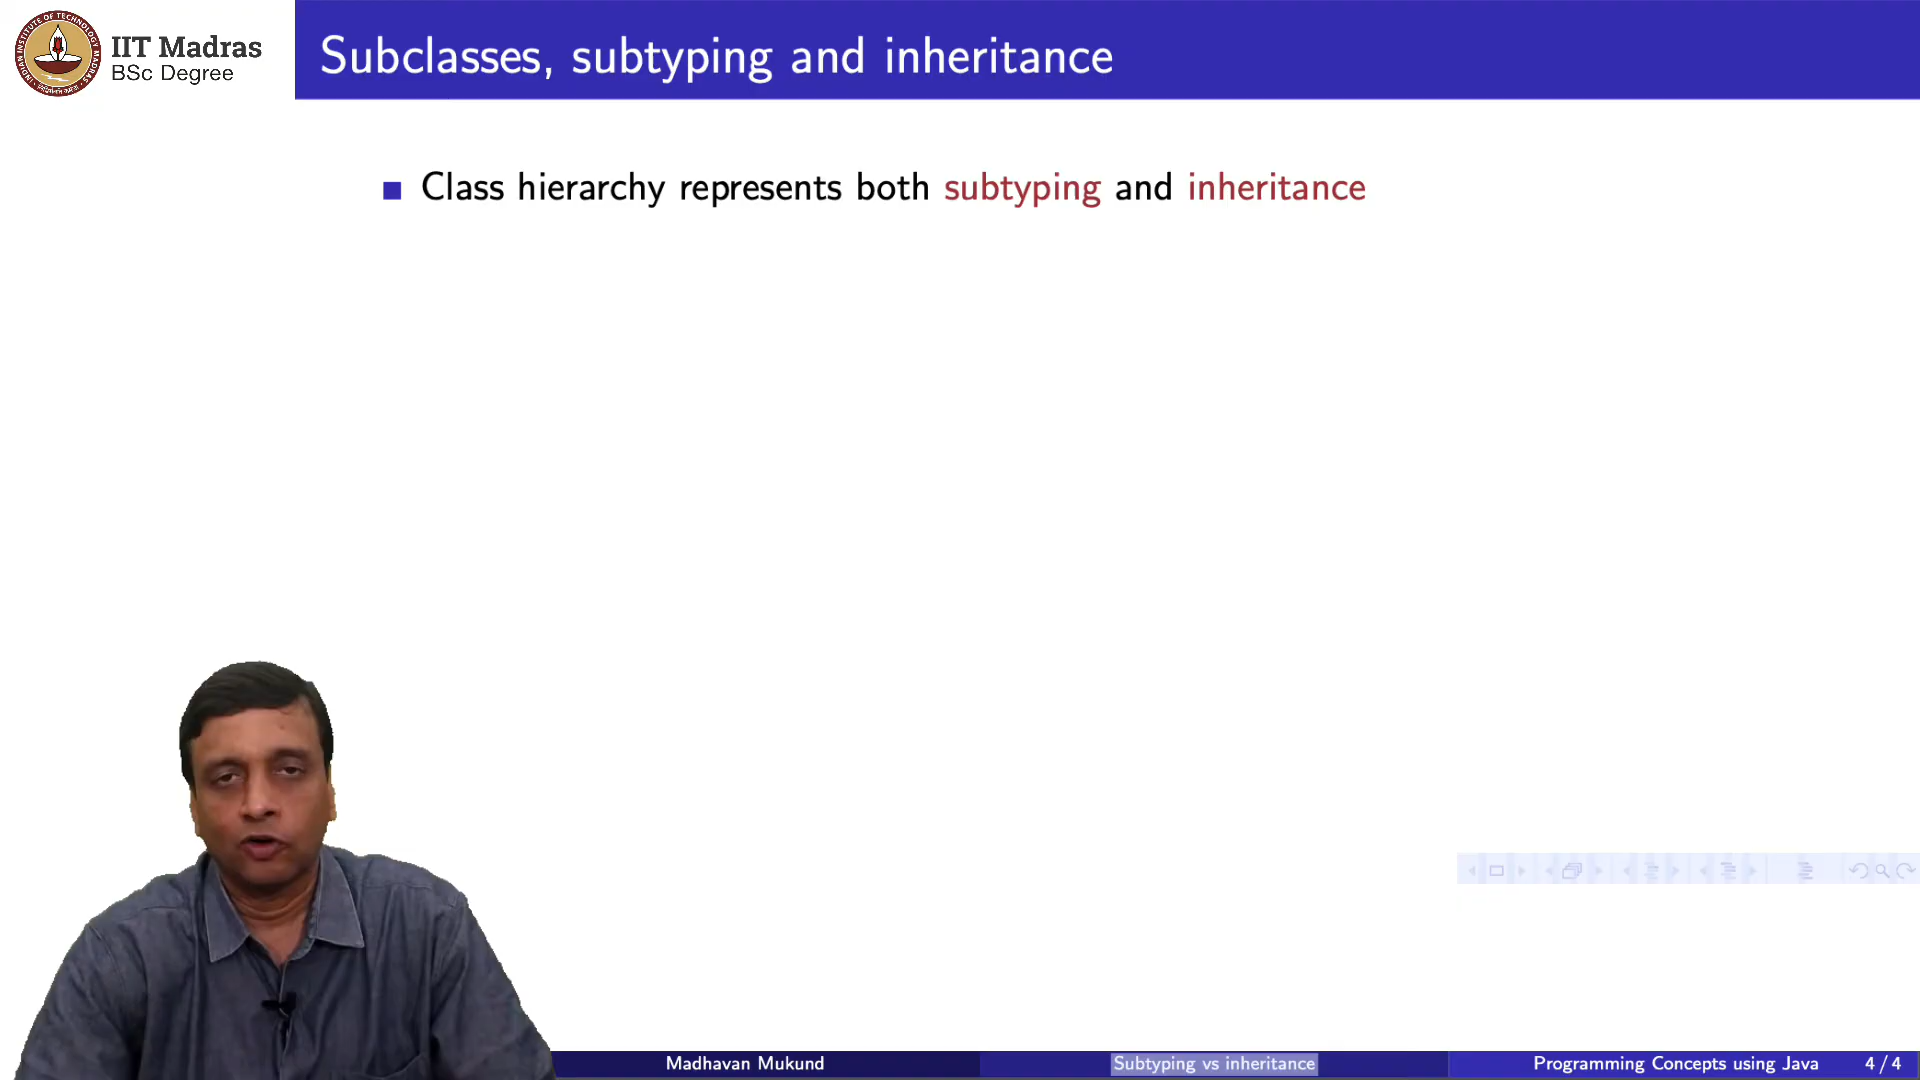 IIT Madras
BSc Degree
Subclasses, subtyping and inheritance
Class hierarchy represents both subtyping and inheritance
Madhavan Mukund
Subtyping vs inheritance
Programming Concepts using Java
4 / 4